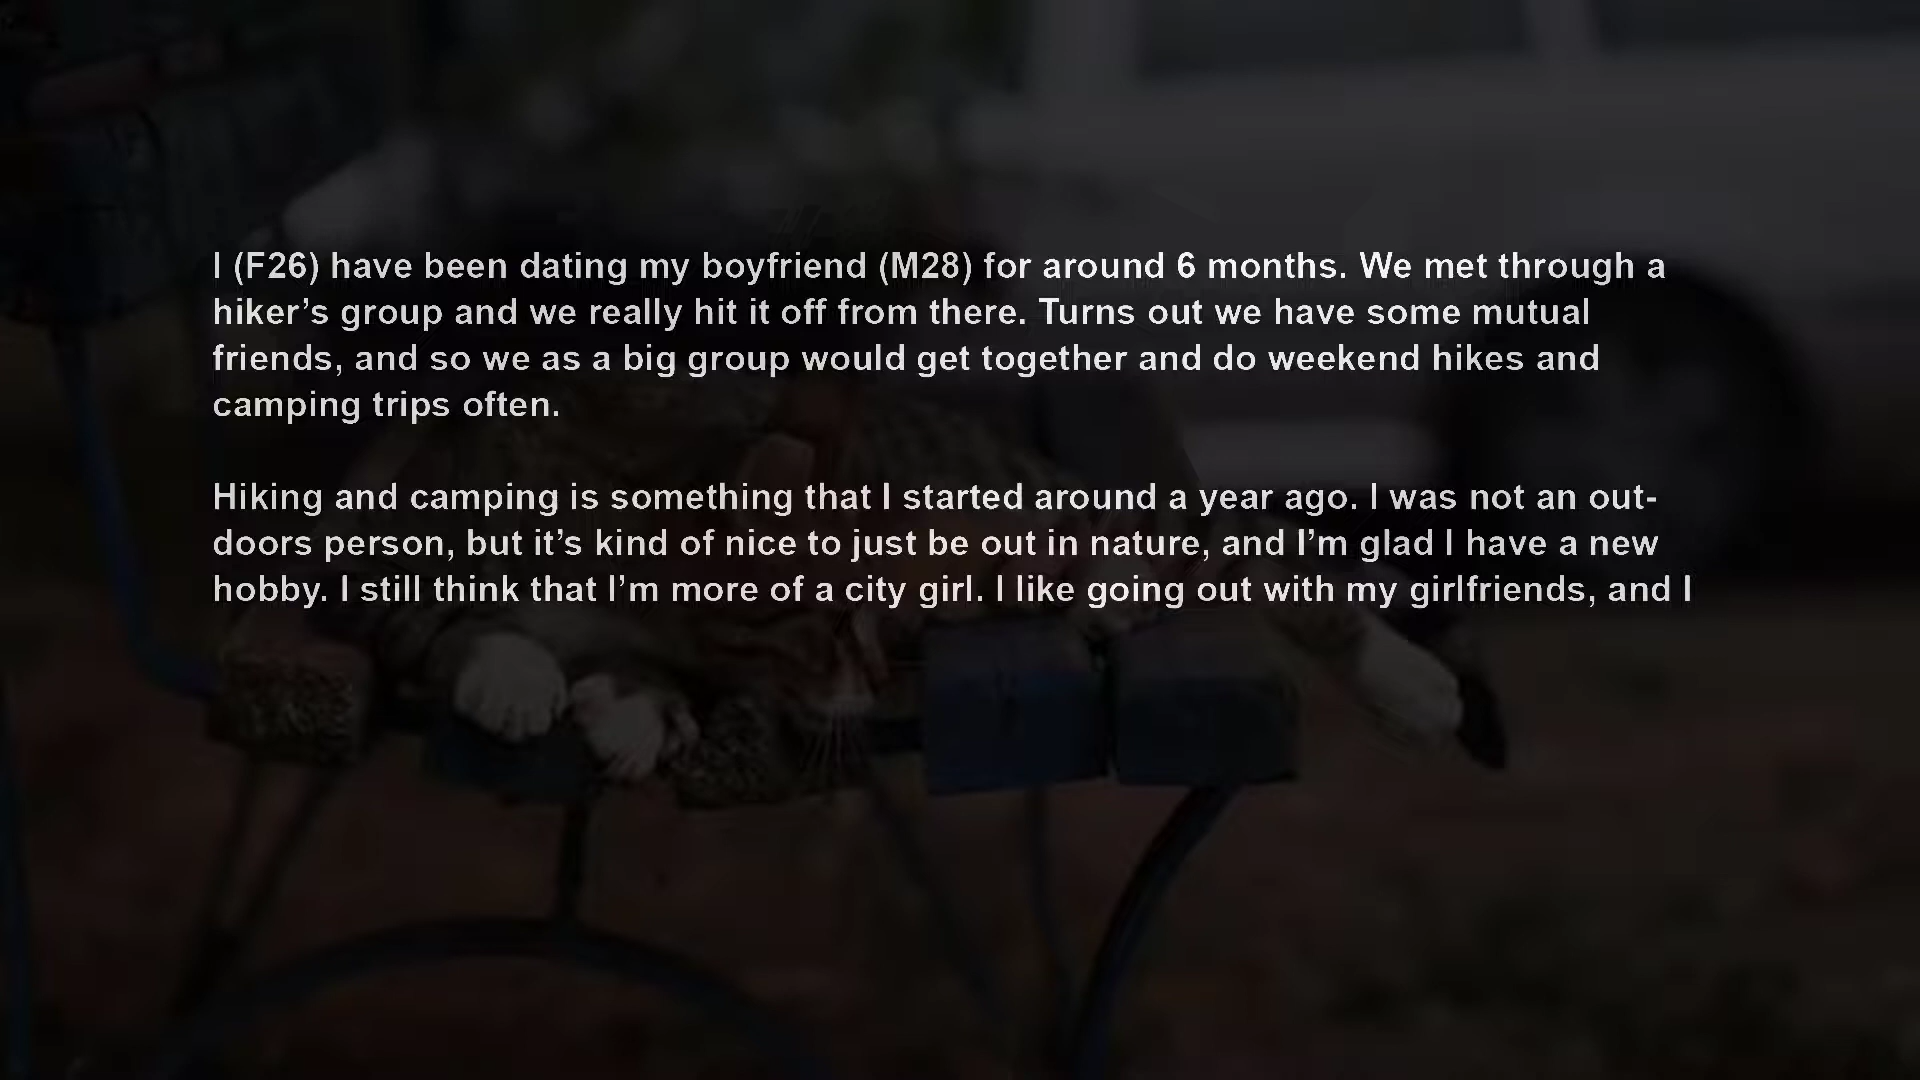 I (F26) have been dating my boyfriend (M28) for around 6 months. We met through a
hiker’s group and we really hit it off from there. Turns out we have some mutual
friends, and so we as a big group would get together and do weekend hikes and
camping trips often.
Hiking and camping is something that I started around a year ago. I was not an out-
doors person, but it’s kind of nice to just be out in nature, and I’m glad I have a new
hobby. I still think that I’m more of a city girl. I like going out with my girlfriends, and I